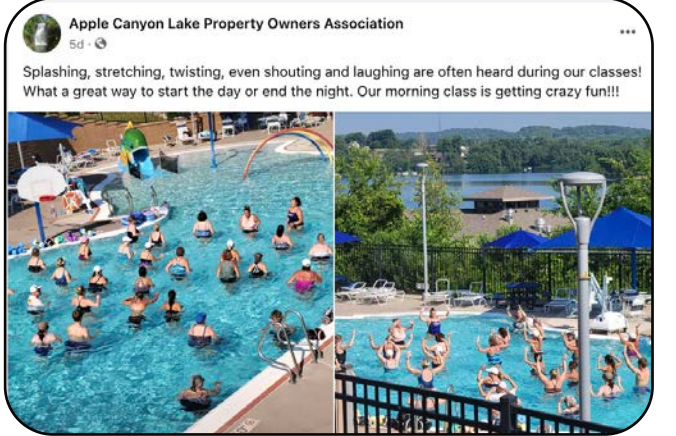 Apple Canyon Lake Property Owners Association
5d ·
Splashing, stretching, twisting, even shouting and laughing are often heard during our classes!
What a great way to start the day or end the night. Our morning class is getting crazy fun!!!